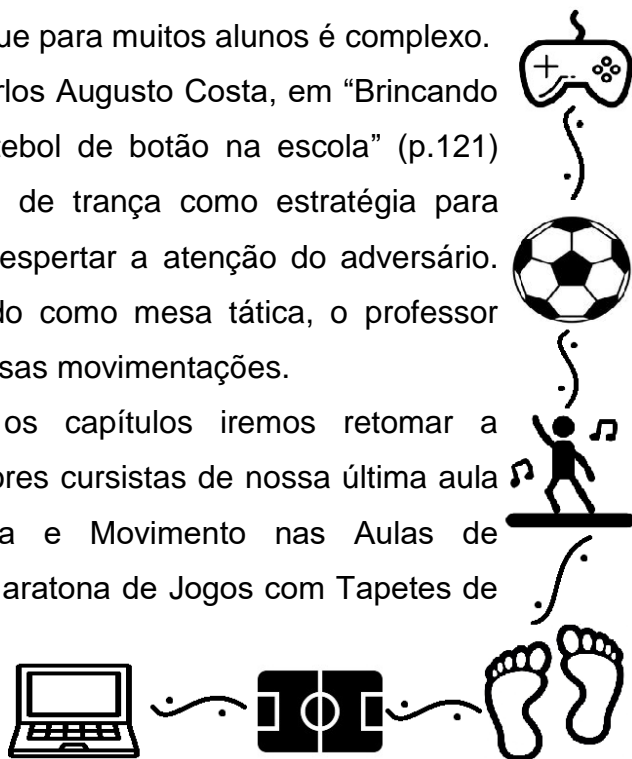 ue para muitos alunos é complexo.
rlos Augusto Costa, em “Brincando
tebol de botão na escola” (p.121)
de trança como estratégia para
espertar a atenção do adversário.
do como mesa tática, o professor
sas movimentações.
os capítulos iremos retomar a
ores cursistas de nossa última aula
a e Movimento nas Aulas de
aratona de Jogos com Tapetes de